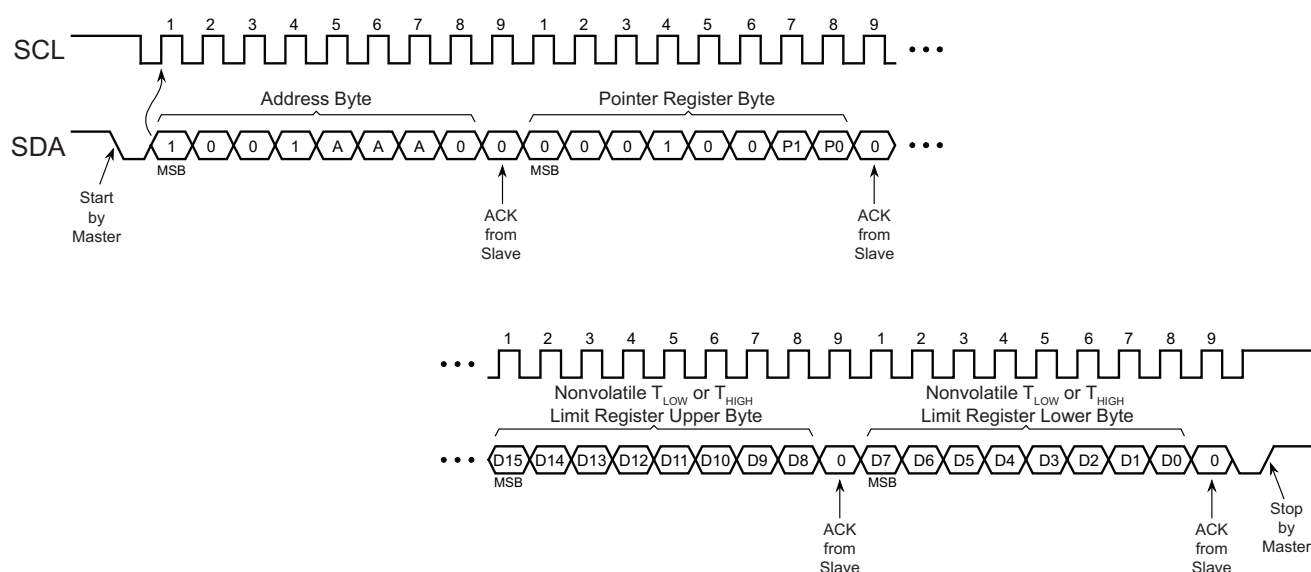 1 2 3 4 5 6 7 8 9 1 2 3 4 5 6 7 8 9
SCL
Address Byte
Pointer Register Byte
SDA
1 0 0 1 A A A 0 0 0 0 0 1 0 0 P1 P0 0
MSB
MSB
Start
by
Master
ACK
from
Slave
ACK
from
Slave
1 2 3 4 5 6 7 8 9 1 2 3 4 5 6 7 8 9
Nonvolatile TLOW or THIGH
Limit Register Upper Byte
Nonvolatile TLOW or THIGH
Limit Register Lower Byte
D15 D14 D13 D12 D11 D10 D9 D8 0 D7 D6 D5 D4 D3 D2 D1 D0 0
MSB
MSB
ACK
from
Slave
ACK
from
Slave
Stop
by
Master